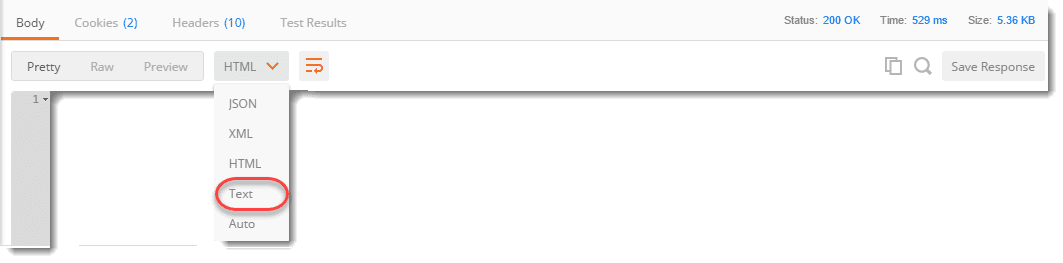 Body Cookies (2) Headers (10) Test Results Status: 200 OK Time: 529 ms Size: 5.36 KB
Pretty Raw Preview HTML Save Response
1
JSON
XML
HTML
Text
Auto